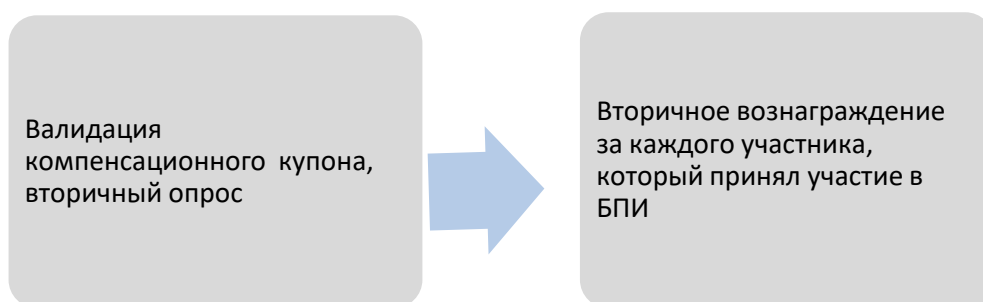 Валидация
компенсационного купона,
вторичный опрос
Вторичное вознаграждение
за каждого участника,
который принял участие в
БПИ